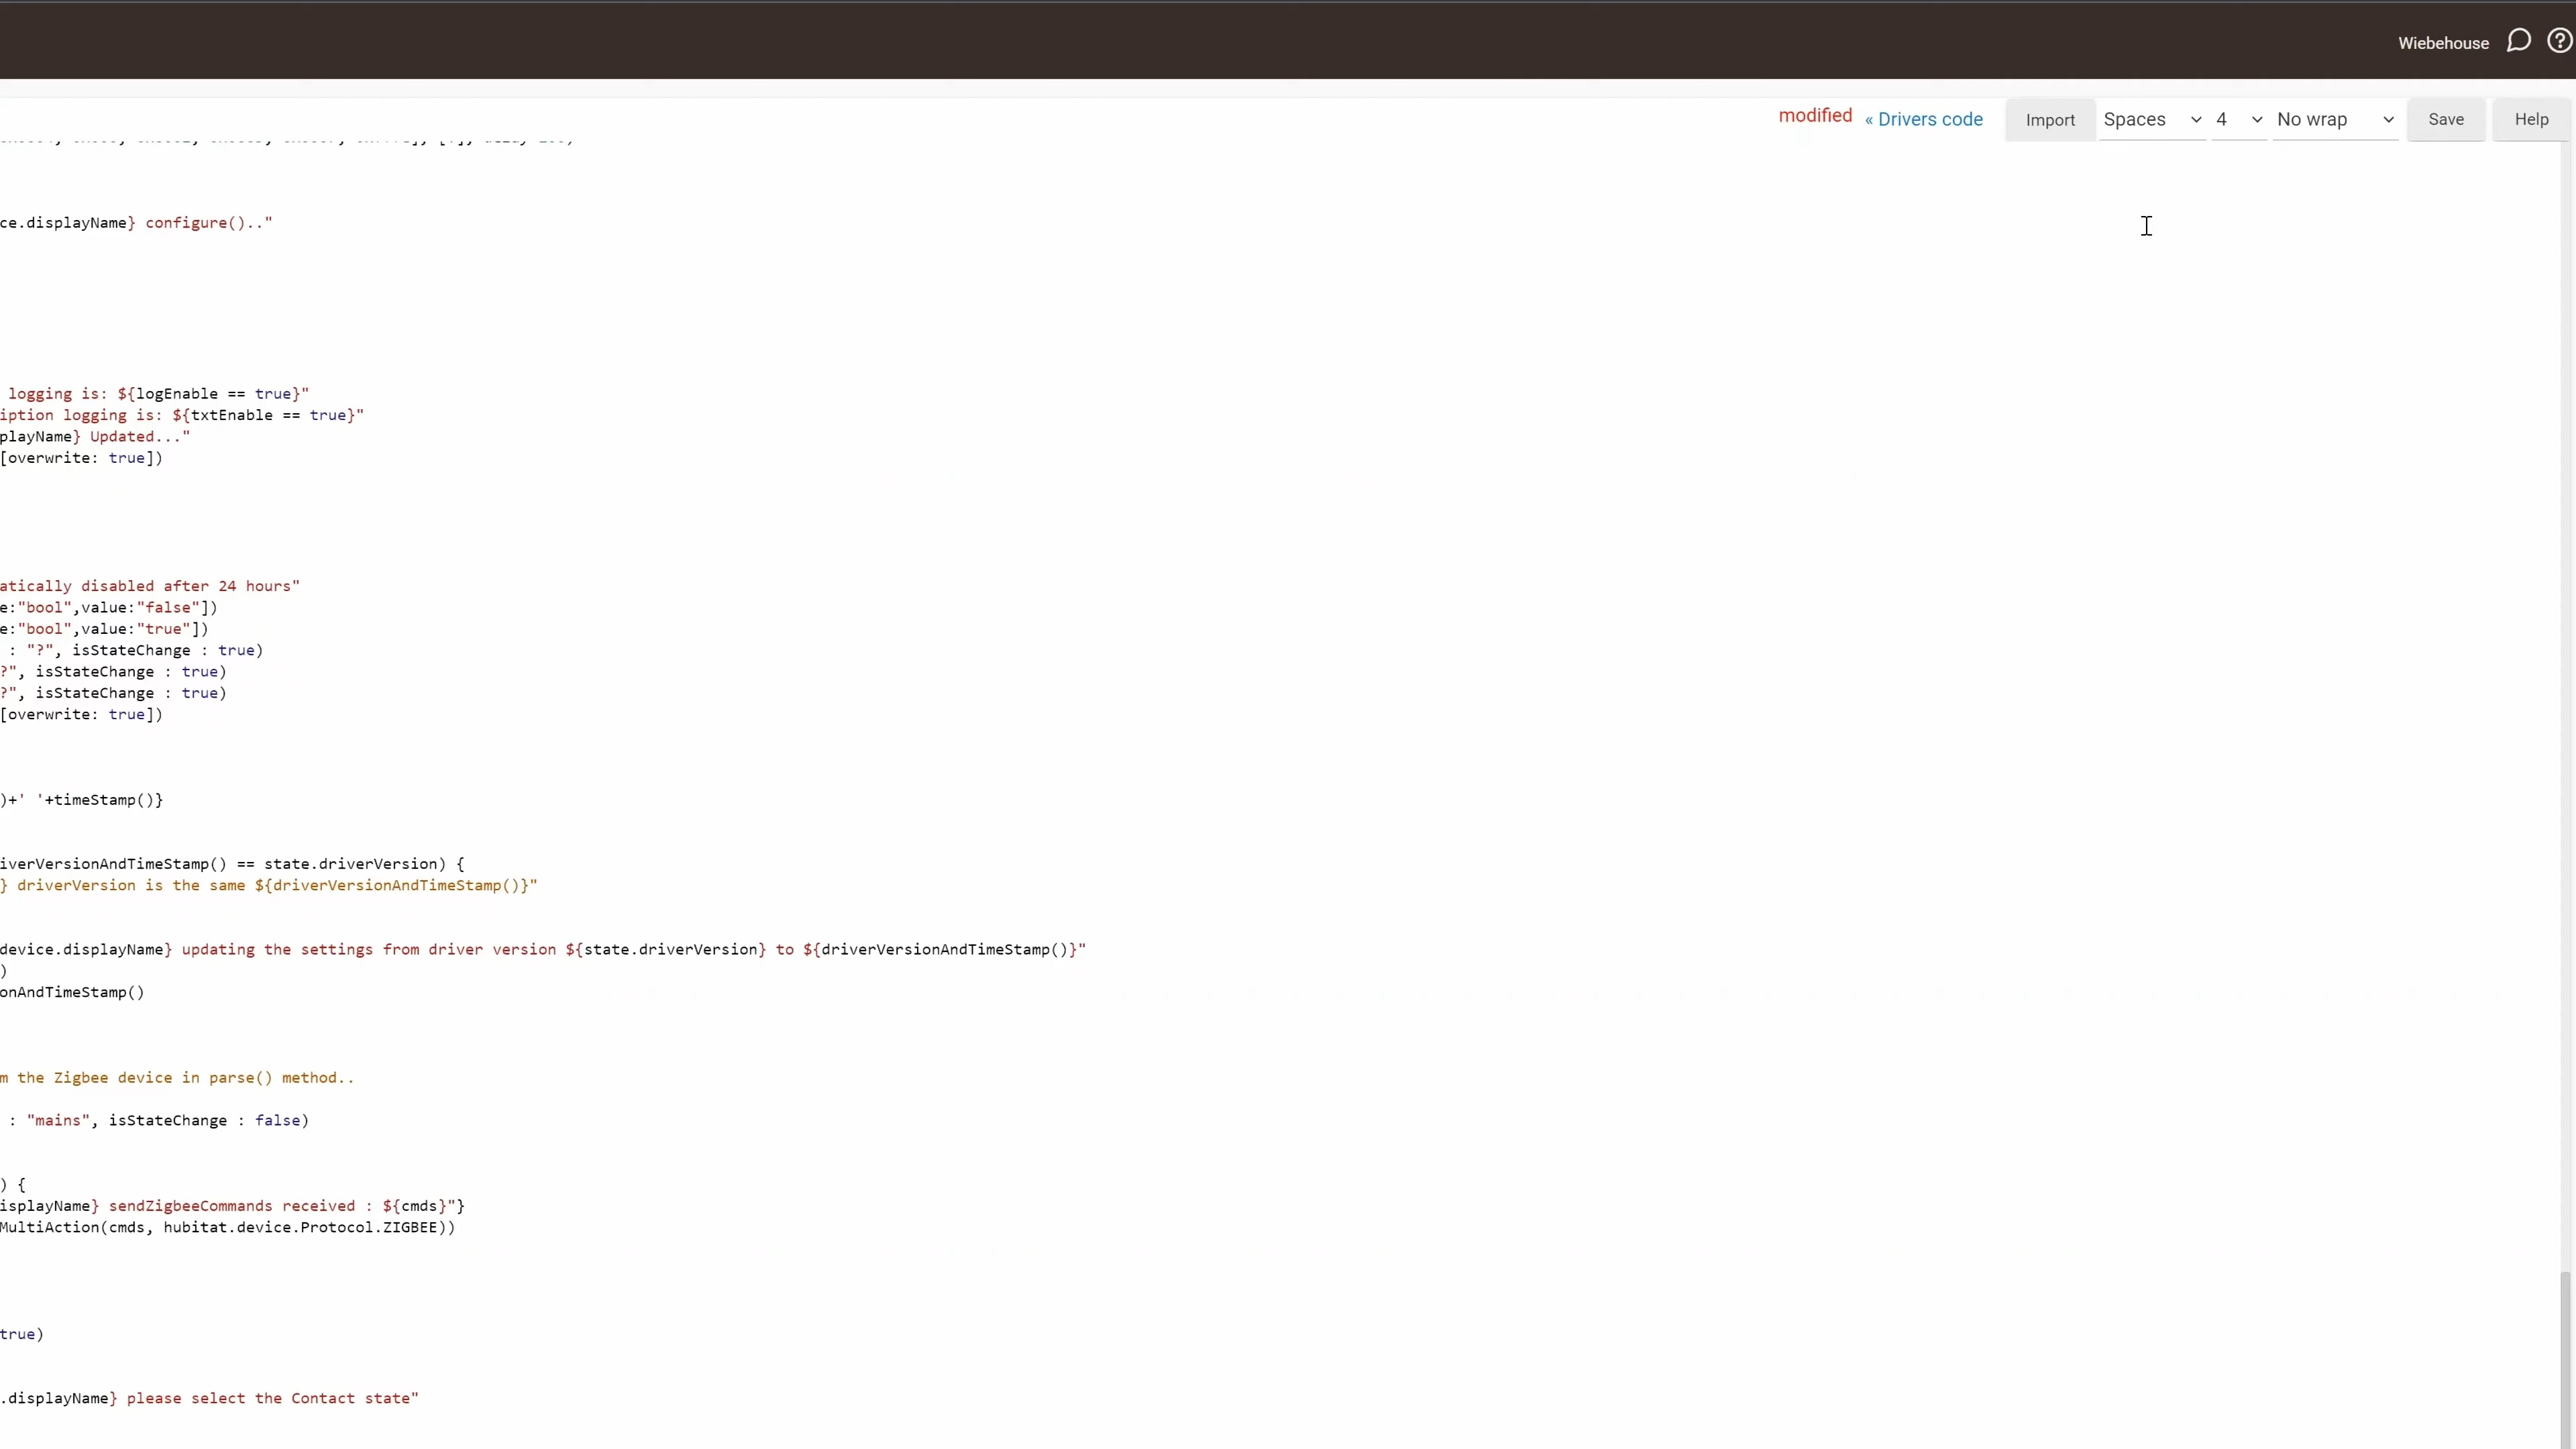 Wiebehouse
modified « Drivers code Import Spaces 4 No wrap Save Help
ce.displayName} configure().."
logging is: ${logEnable == true}"
iption logging is: ${txtEnable == true}"
playName} Updated..."
[overwrite: true])
atically disabled after 24 hours"
e:"bool",value:"false"])
e:"bool",value:"true"])
: "?", isStateChange : true)
?", isStateChange : true)
?", isStateChange : true)
[overwrite: true])
)+' '+timeStamp()}
iverVersionAndTimeStamp() == state.driverVersion) {
} driverVersion is the same ${driverVersionAndTimeStamp()}"
device.displayName} updating the settings from driver version ${state.driverVersion} to ${driverVersionAndTimeStamp()}"
)
onAndTimeStamp()
m the Zigbee device in parse() method..
: "mains", isStateChange : false)
) {
isplayName} sendZigbeeCommands received : ${cmds}"}
MultiAction(cmds, hubitat.device.Protocol.ZIGBEE))
true)
.displayName} please select the Contact state"